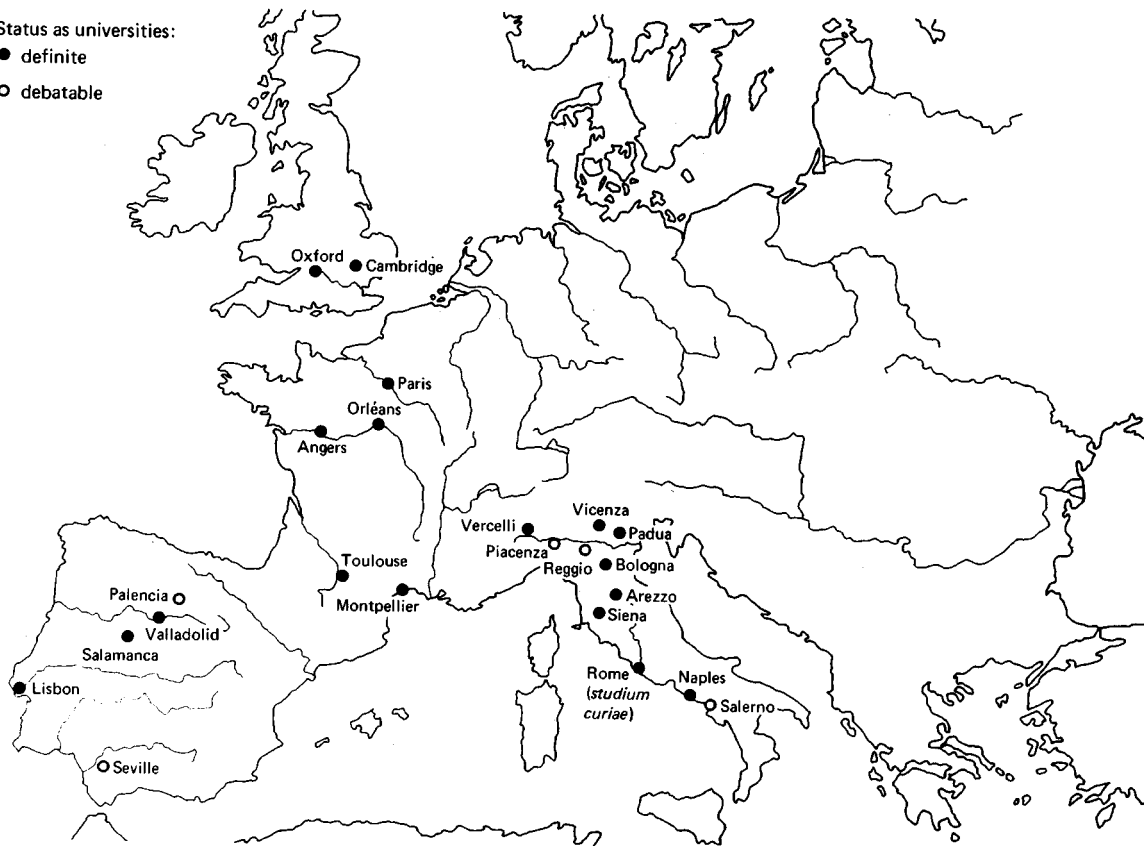 Status as universities:
definite
debatable
Oxford
Cambridge
Paris
Orléans
Angers
Vicenza
Vercelli
Padua
Piacenza
Reggio
Bologna
Toulouse
Montpellier
Arezzo
Siena
Palencia
Valladolid
Salamanca
Lisbon
Rome
(studium
curiae)
Naples
Salerno
Seville